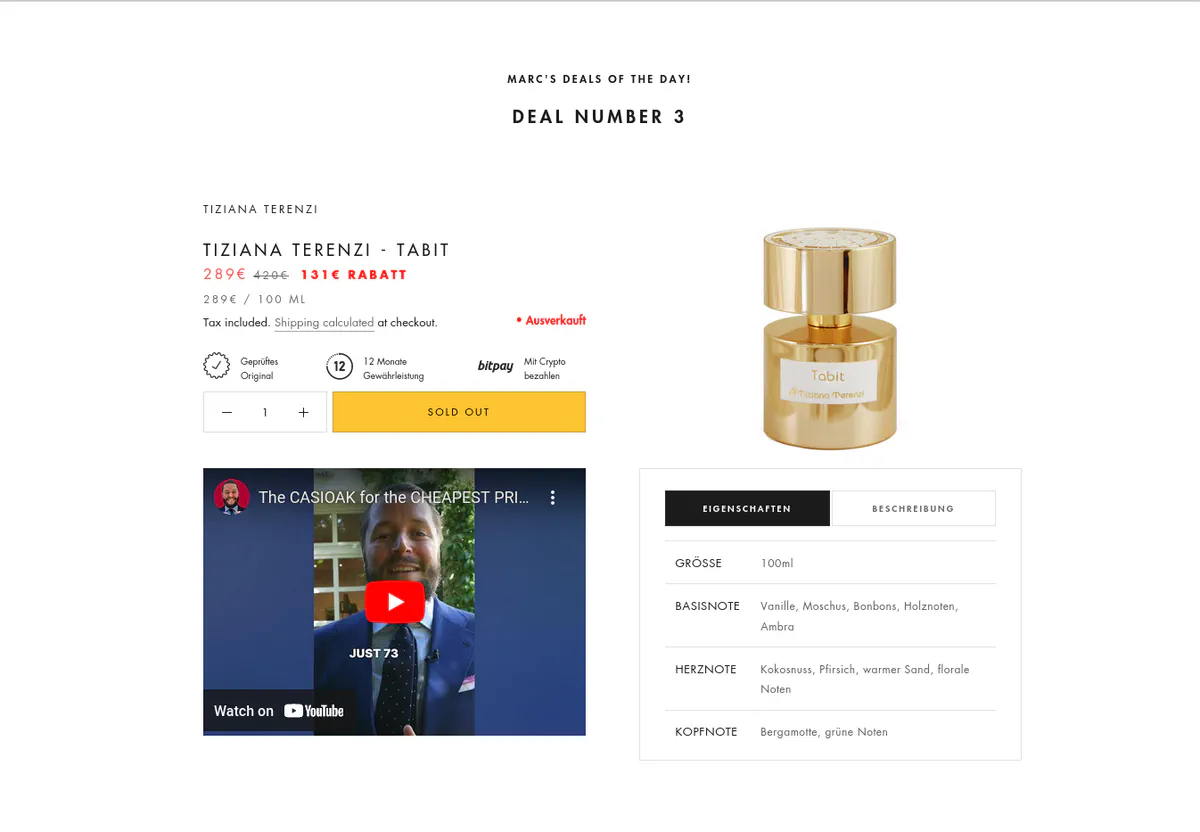 MARC'S DEALS OF THE DAY!
DEAL NUMBER 3
TIZIANA TERENZI
TIZIANA TERENZI - TABIT
289€ 420€ 131€ RABATT
289€ / 100 ML
Tax included. Shipping calculated at checkout.
• Ausverkauft
Geprüftes
Original
12
12 Monate
Gewährleistung
bitpay
Mit Crypto
bezahlen
− 1 +
SOLD OUT
The CASIOAK for the CHEAPEST PRI...
JUST 73
Watch on YouTube
Tabit
Tiziana Terenzi
EIGENSCHAFTEN
BESCHREIBUNG
GRÖSSE 100ml
BASISNOTE Vanille, Moschus, Bonbons, Holznoten,
Ambra
HERZNOTE Kokosnuss, Pfirsich, warmer Sand, florale
Noten
KOPFNOTE Bergamotte, grüne Noten